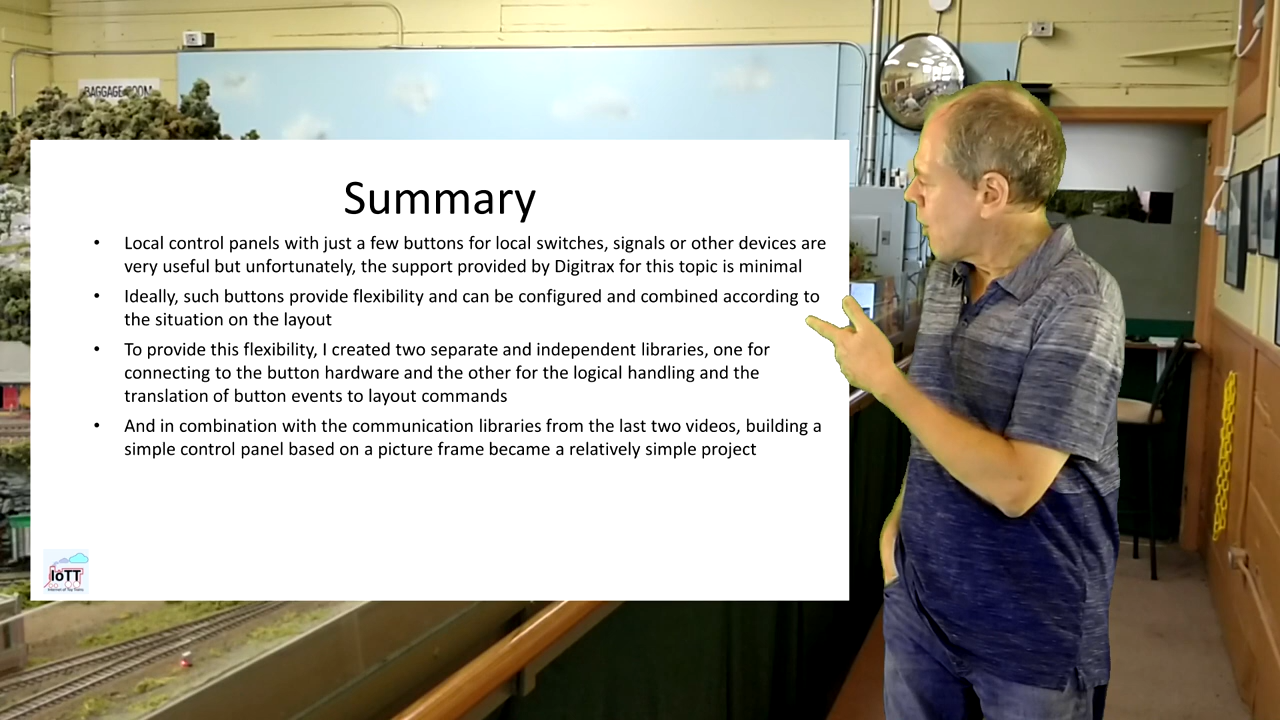 BAGGAGE ROOM
Summary
• Local control panels with just a few buttons for local switches, signals or other devices are
very useful but unfortunately, the support provided by Digitrax for this topic is minimal
• Ideally, such buttons provide flexibility and can be configured and combined according to
the situation on the layout
• To provide this flexibility, I created two separate and independent libraries, one for
connecting to the button hardware and the other for the logical handling and the
translation of button events to layout commands
• And in combination with the communication libraries from the last two videos, building a
simple control panel based on a picture frame became a relatively simple project
IoTT
Internet of Toy Trains